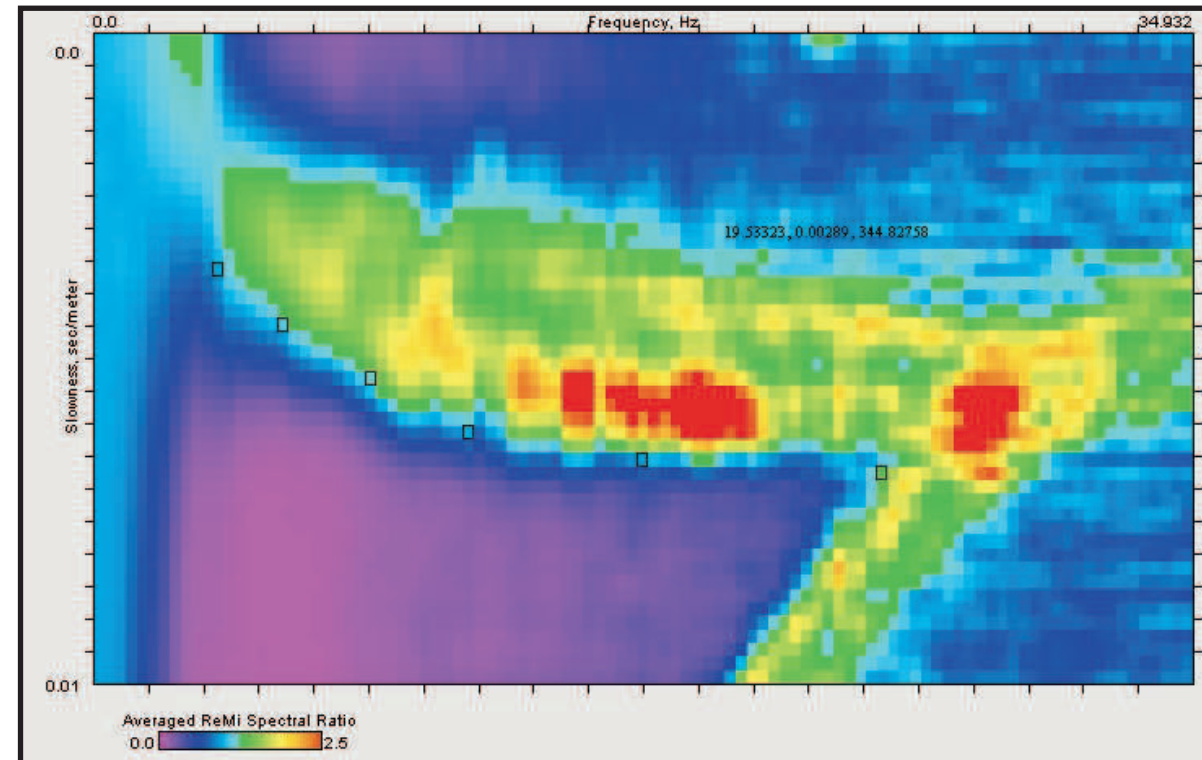 0.0 Frequency, Hz 34.932
0.0
19.53323, 0.00289, 344.82758
Slowness, sec/meter
0.01
Averaged ReMi Spectral Ratio
0.0 2.5